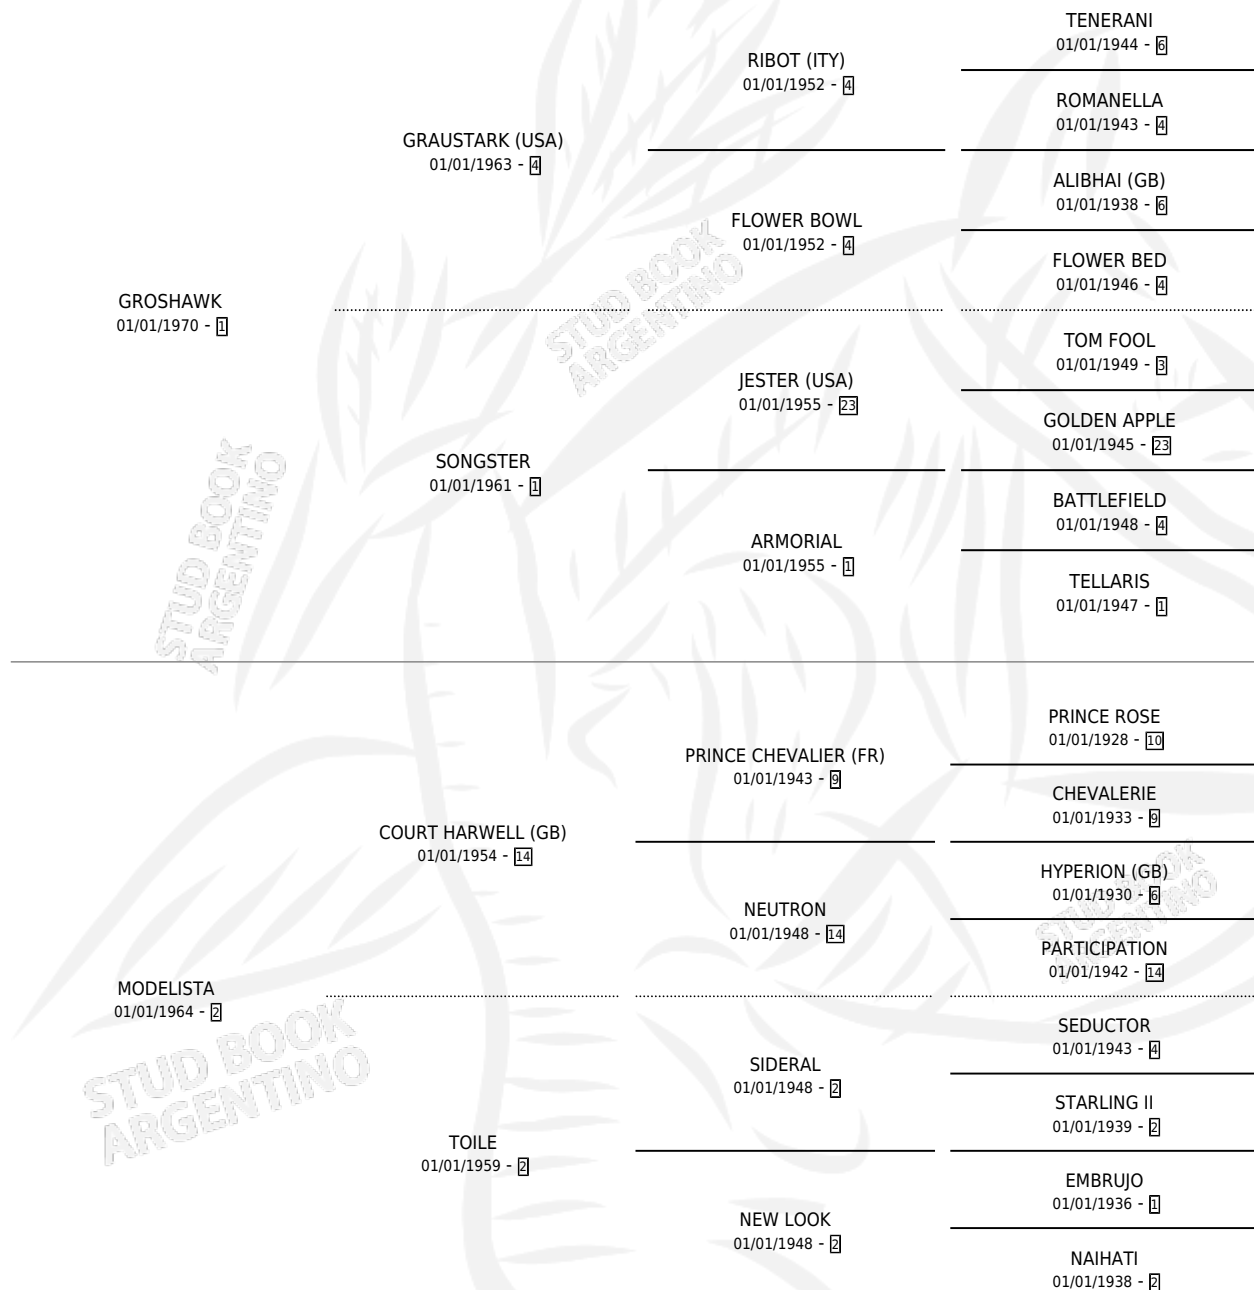 TENERANI
01/01/1944 - 6
RIBOT (ITY)
01/01/1952 - 4
ROMANELLA
01/01/1943 - 4
GRAUSTARK (USA)
01/01/1963 - 4
ALIBHAI (GB)
01/01/1938 - 6
FLOWER BOWL
01/01/1952 - 4
FLOWER BED
01/01/1946 - 4
GROSHAWK
01/01/1970 - 1
TOM FOOL
01/01/1949 - 3
JESTER (USA)
01/01/1955 - 23
GOLDEN APPLE
01/01/1945 - 23
SONGSTER
01/01/1961 - 1
BATTLEFIELD
01/01/1948 - 4
ARMORIAL
01/01/1955 - 1
TELLARIS
01/01/1947 - 1
PRINCE ROSE
01/01/1928 - 10
PRINCE CHEVALIER (FR)
01/01/1943 - 9
CHEVALERIE
01/01/1933 - 9
COURT HARWELL (GB)
01/01/1954 - 14
HYPERION (GB)
01/01/1930 - 6
NEUTRON
01/01/1948 - 14
PARTICIPATION
01/01/1942 - 14
MODELISTA
01/01/1964 - 2
SEDUCTOR
01/01/1943 - 4
SIDERAL
01/01/1948 - 2
STARLING II
01/01/1939 - 2
TOILE
01/01/1959 - 2
EMBRUJO
01/01/1936 - 1
NEW LOOK
01/01/1948 - 2
NAIHATI
01/01/1938 - 2
STUD BOOK
ARGENTINO
STUD BOOK
ARGENTINO
STUD BOOK
ARGENTINO
STUD BOOK
ARGENTINO